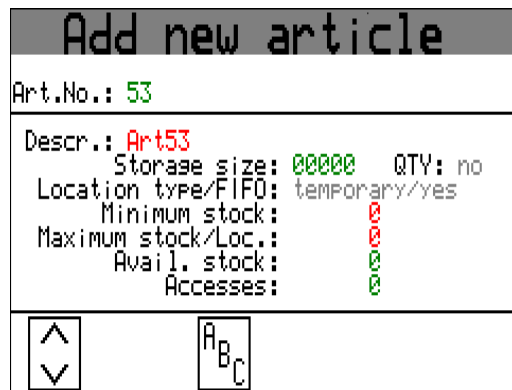 Add new article
Art.No.: 53
Descr.: Art53
Storage size: 00000 QTY: no
Location type/FIFO: temporary/yes
Minimum stock: 0
Maximum stock/Loc.: 0
Avail. stock: 0
Accesses: 0
ABC